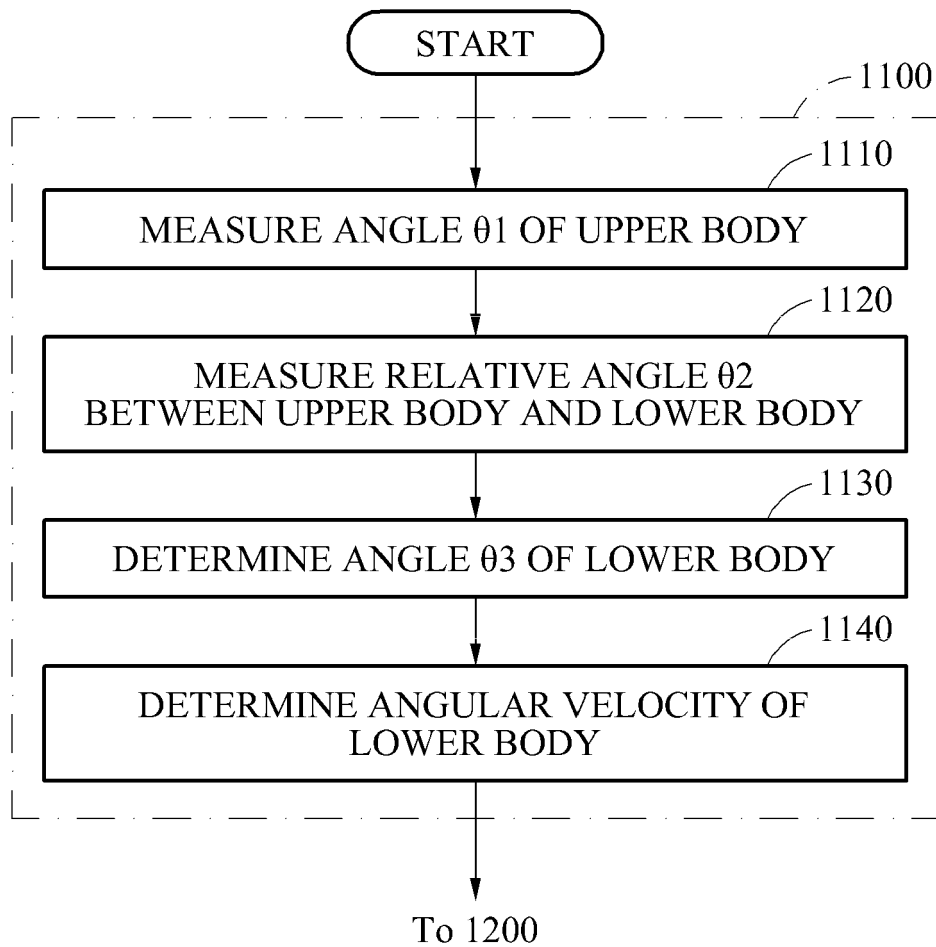 START
1100
1110
MEASURE ANGLE θ1 OF UPPER BODY
1120
MEASURE RELATIVE ANGLE θ2
BETWEEN UPPER BODY AND LOWER BODY
1130
DETERMINE ANGLE θ3 OF LOWER BODY
1140
DETERMINE ANGULAR VELOCITY OF
LOWER BODY
To 1200